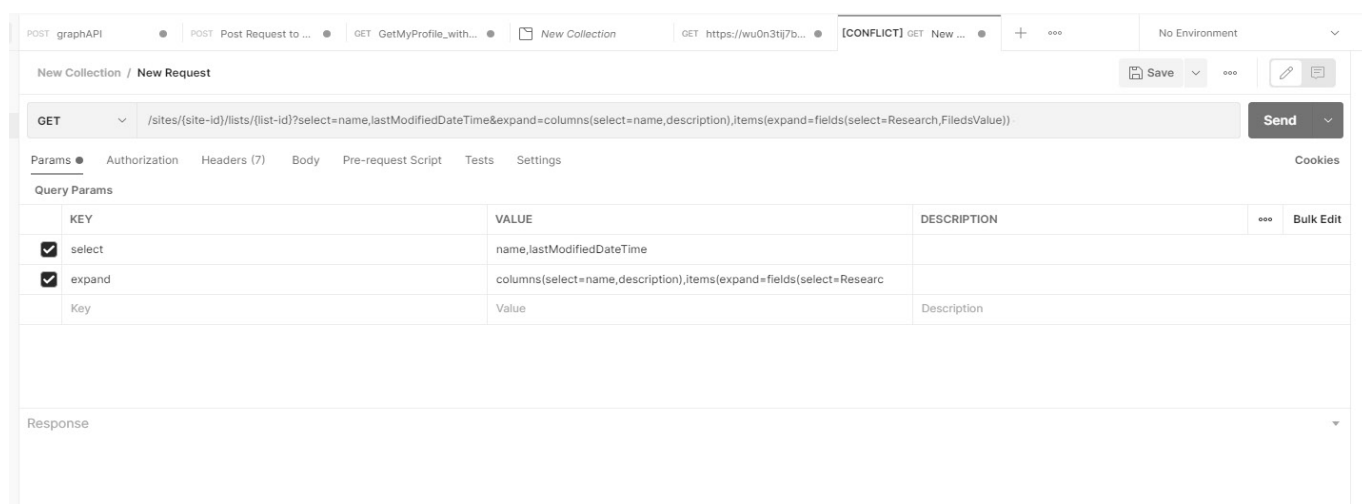 POST graphAPI POST Post Request to ... GET GetMyProfile_with... New Collection GET https://wu0n3tij7b... [CONFLICT] GET New ... + ooo No Environment
New Collection / New Request Save ooo
GET /sites/{site-id}/lists/{list-id}?select=name,lastModifiedDateTime&expand=columns(select=name,description),items(expand=fields(select=Research,FiledsValue)) Send
Params Authorization Headers (7) Body Pre-request Script Tests Settings Cookies
Query Params
KEY VALUE DESCRIPTION ooo Bulk Edit
select name,lastModifiedDateTime
expand columns(select=name,description),items(expand=fields(select=Researc
Key Value Description
Response